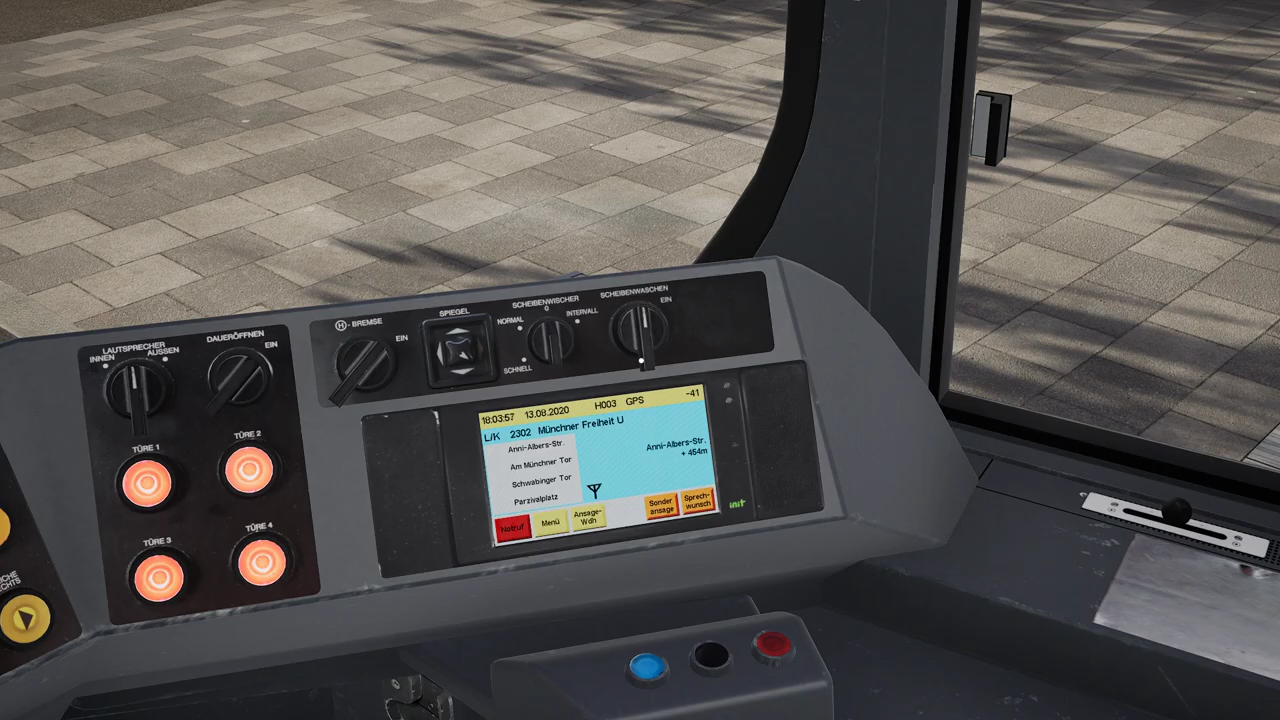 LAUTSPRECHER
INNEN
AUSSEN
DAUERÖFFNEN
EIN
TÜRE 1
TÜRE 2
TÜRE 3
TÜRE 4
H - BREMSE
EIN
SPIEGEL
SCHEIBENWISCHER
0
NORMAL
INTERVALL
SCHNELL
SCHEIBENWASCHEN
EIN
18:03:57 13.08.2020 H003 GPS -41
L/K 2302 Münchner Freiheit U
Anni-Albers-Str.
Am Münchner Tor
Schwabinger Tor
Parzivalplatz
Anni-Albers-Str.
+ 454m
Notruf
Menü
Ansage-
Wdh
Sonder
ansage
Sprech-
wunsch
init